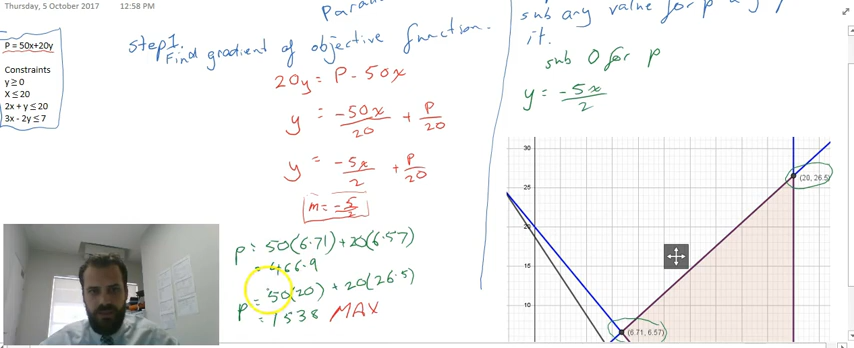 Thursday, 5 October 2017 12:58 PM
P = 50x+20y
Constraints
y ≥ 0
X ≤ 20
2x + y ≤ 20
3x - 2y ≤ 7
Step 1.
Find gradient of objective function.
20y = P - 50x
y = -50x/20 + P/20
y = -5x/2 + P/20
m = -5/2
P = 50(6.71) + 20(6.57)
= 466.9
P = 50(20) + 20(26.5)
= 1538 MAX
sub any value for p
it.
sub 0 for p
y = -5x/2
30
25
20
15
10
(20, 26.5)
(6.71, 6.57)